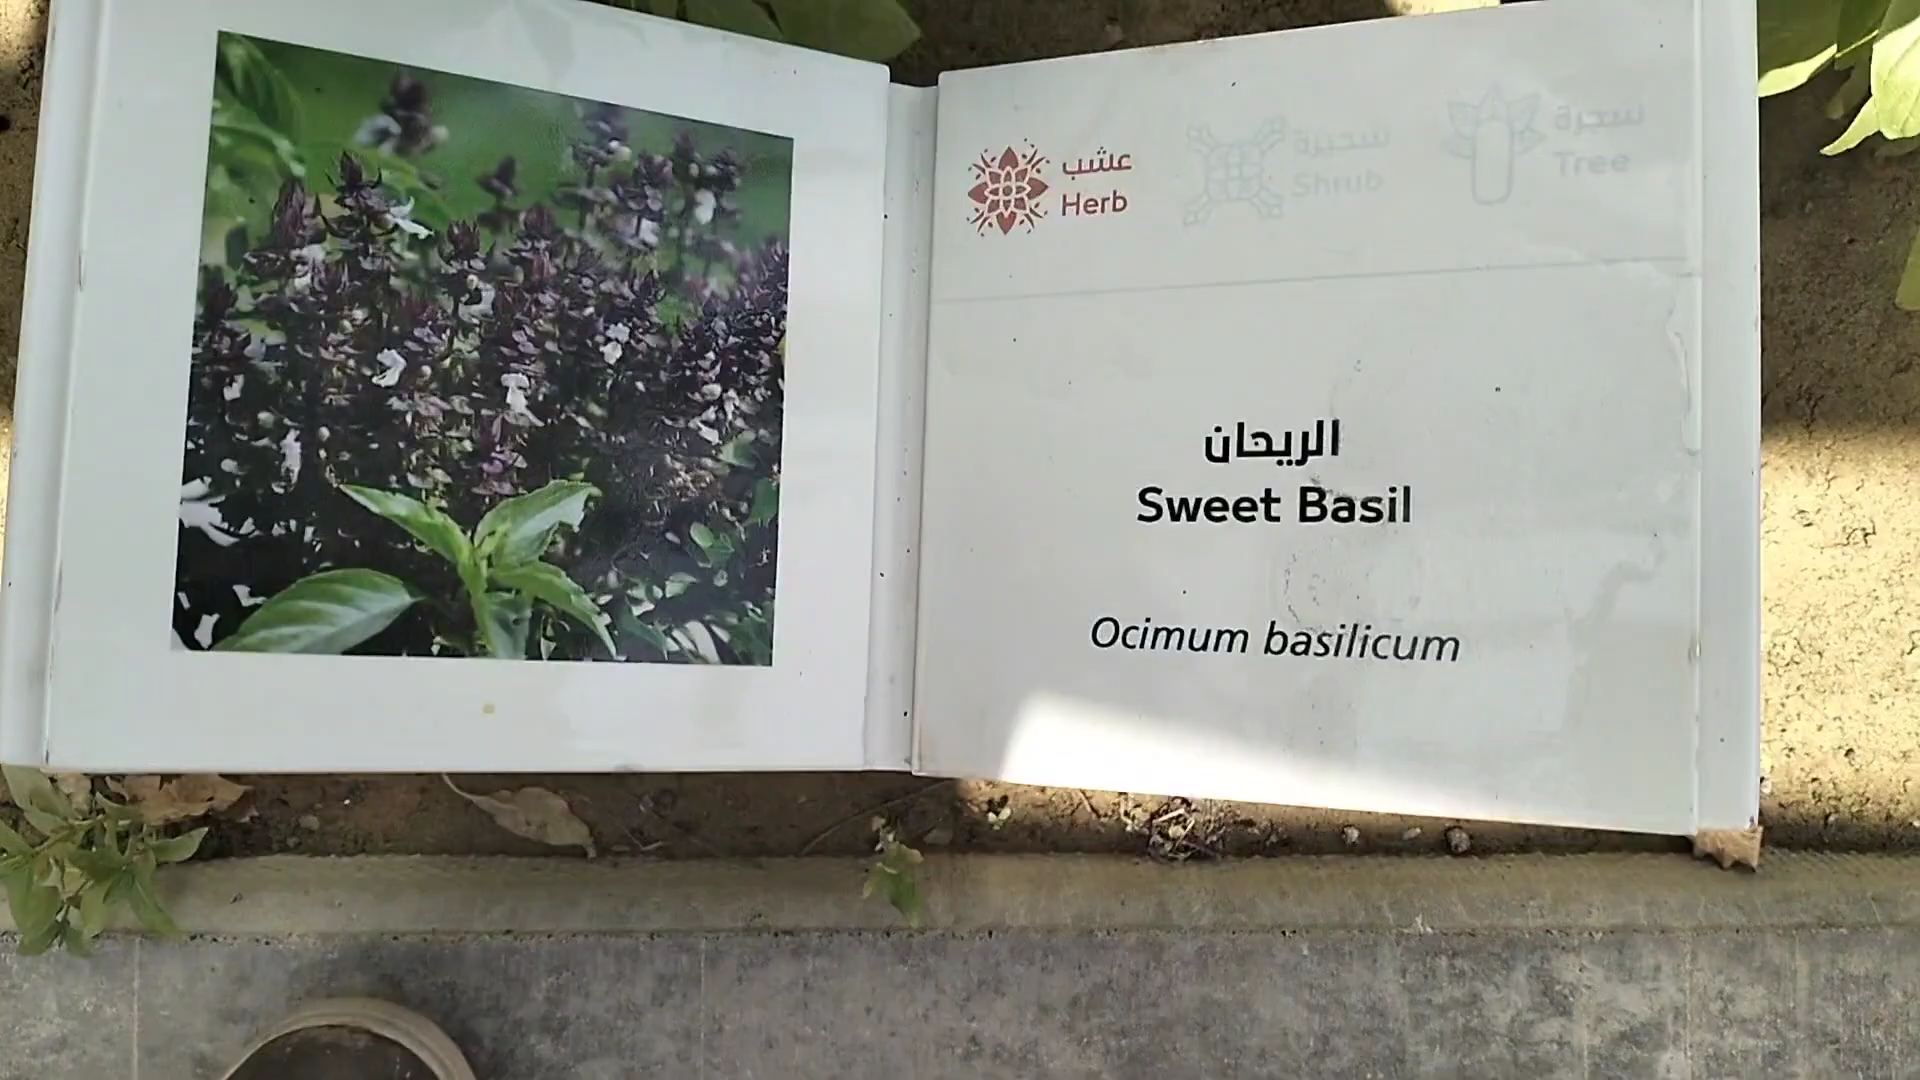 عشب
Herb
شجيرة
Shrub
شجرة
Tree
الريحان
Sweet Basil
Ocimum basilicum